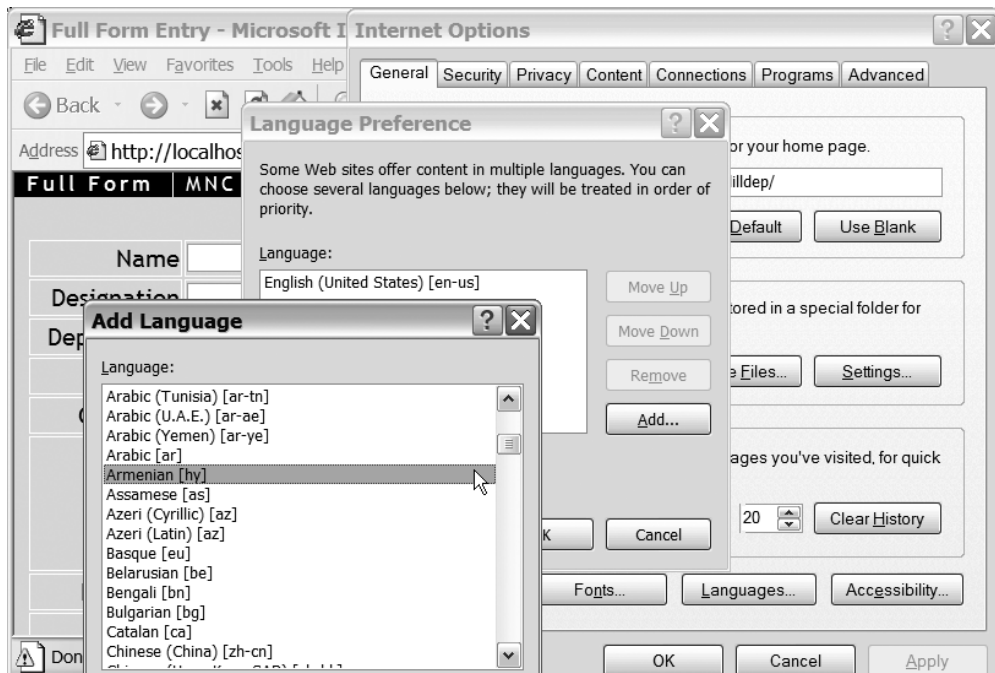 Full Form Entry - Microsoft I
File Edit View Favorites Tools Help
Back
Address http://localhos
Full Form MNC
Name
Designation
Dep
Don
Internet Options
General Security Privacy Content Connections Programs Advanced
or your home page.
illdep/
Default Use Blank
tored in a special folder for
e Files... Settings...
ages you've visited, for quick
20 Clear History
Fonts... Languages... Accessibility...
OK Cancel Apply
Language Preference
Some Web sites offer content in multiple languages. You can
choose several languages below; they will be treated in order of
priority.
Language:
English (United States) [en-us]
Move Up
Move Down
Remove
Add...
K Cancel
Add Language
Language:
Arabic (Tunisia) [ar-tn]
Arabic (U.A.E.) [ar-ae]
Arabic (Yemen) [ar-ye]
Arabic [ar]
Armenian [hy]
Assamese [as]
Azeri (Cyrillic) [az]
Azeri (Latin) [az]
Basque [eu]
Belarusian [be]
Bengali [bn]
Bulgarian [bg]
Catalan [ca]
Chinese (China) [zh-cn]